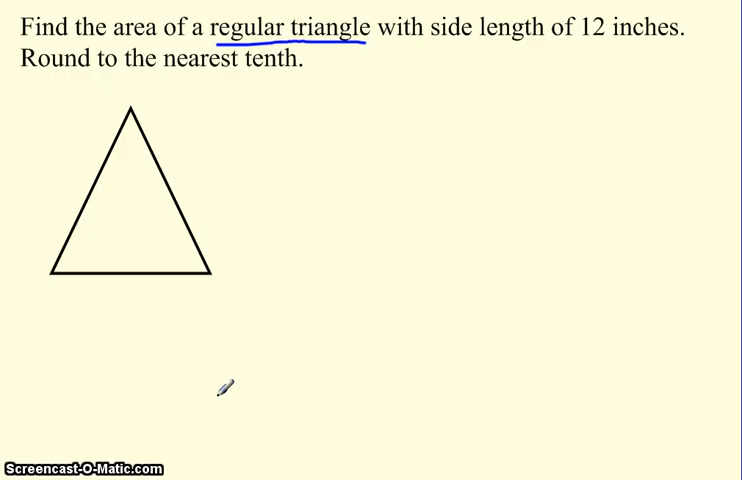 Find the area of a regular triangle with side length of 12 inches.
Round to the nearest tenth.
Screencast-O-Matic.com